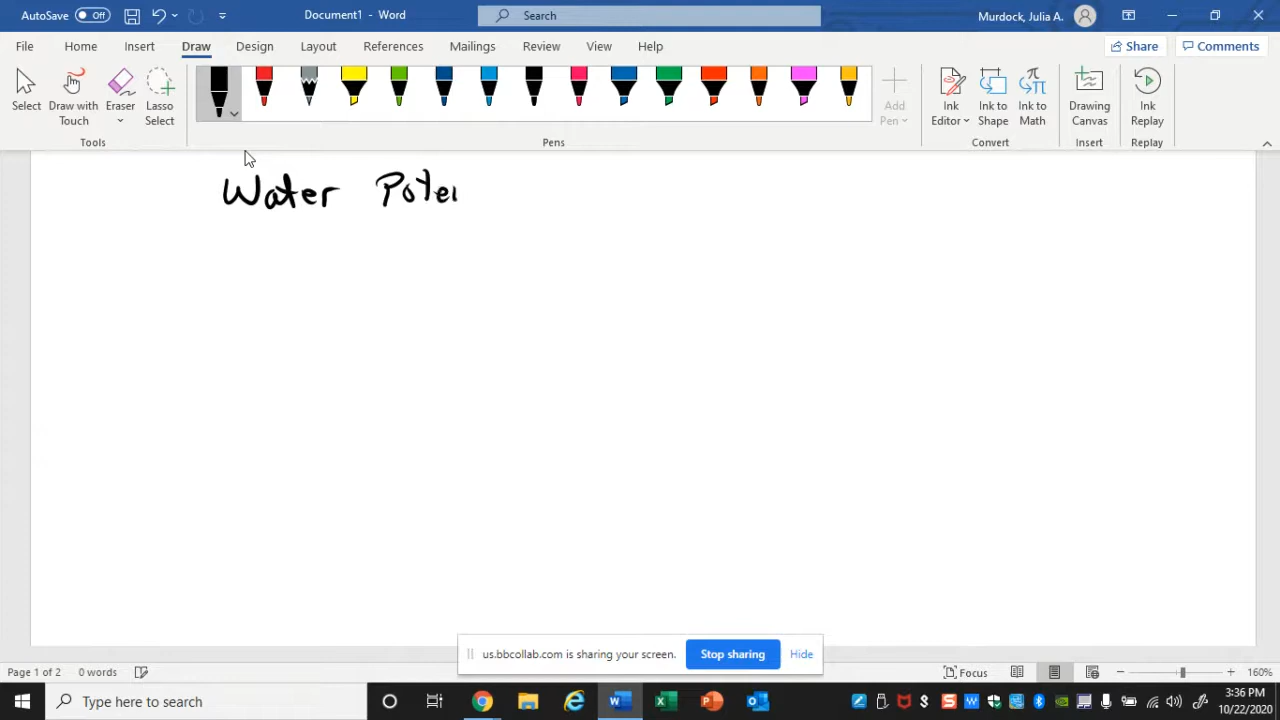 AutoSave Off Document1 - Word Search Murdock, Julia A.
File Home Insert Draw Design Layout References Mailings Review View Help Share Comments
Select Draw with Touch Eraser Lasso Select Add Pen Ink Editor Ink to Shape Ink to Math Drawing Canvas Ink Replay
Tools Pens Convert Insert Replay
Water Poten
us.bbcollab.com is sharing your screen. Stop sharing Hide
Page 1 of 2 0 words Focus 160%
Type here to search 3:36 PM
10/22/2020